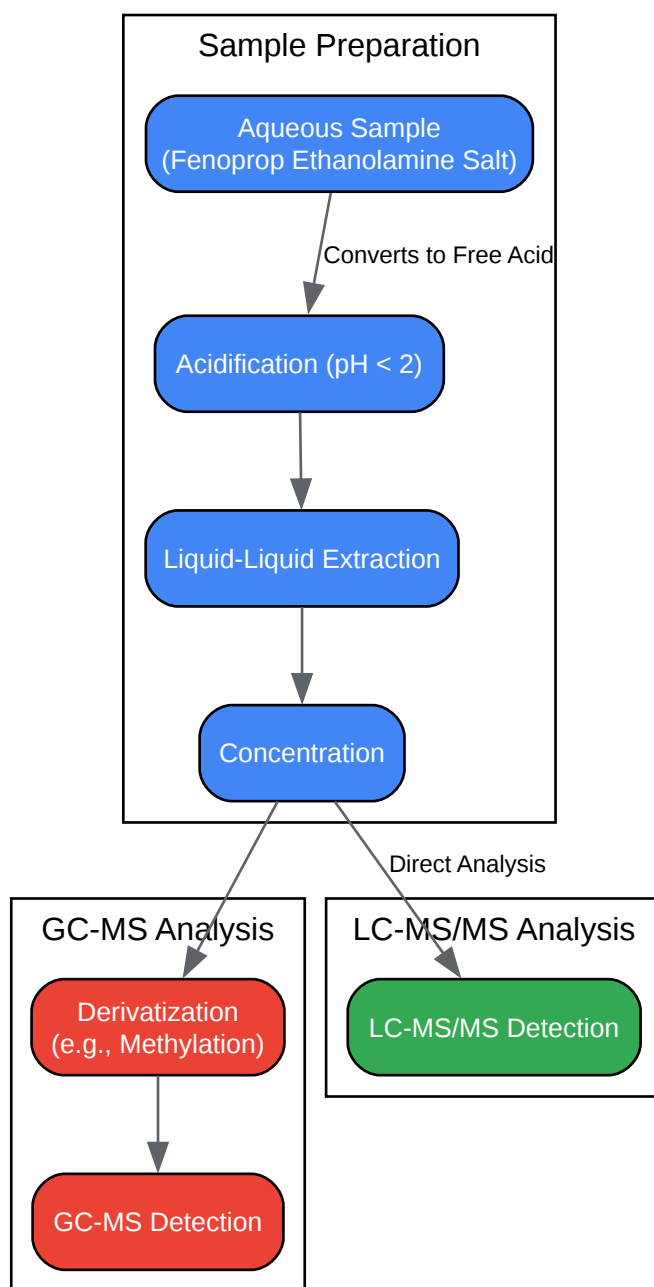 Sample Preparation
Aqueous Sample
(Fenoprop Ethanolamine Salt)
Converts to Free Acid
Acidification (pH < 2)
Liquid-Liquid Extraction
Concentration
Direct Analysis
GC-MS Analysis
Derivatization
(e.g., Methylation)
GC-MS Detection
LC-MS/MS Analysis
LC-MS/MS Detection